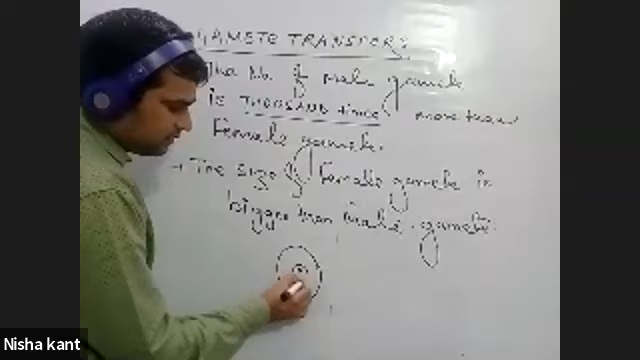 GAMETE TRANSFER:
The No. of male gamete
is THOUSAND times more than
Female gamete.
→ The size of Female gamete is
bigger than male gamete.
Nisha kant